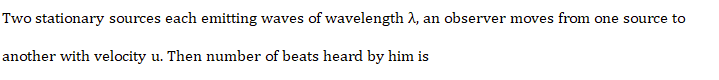 Two stationary sources each emitting waves of wavelength λ, an observer moves from one source to
another with velocity u. Then number of beats heard by him is